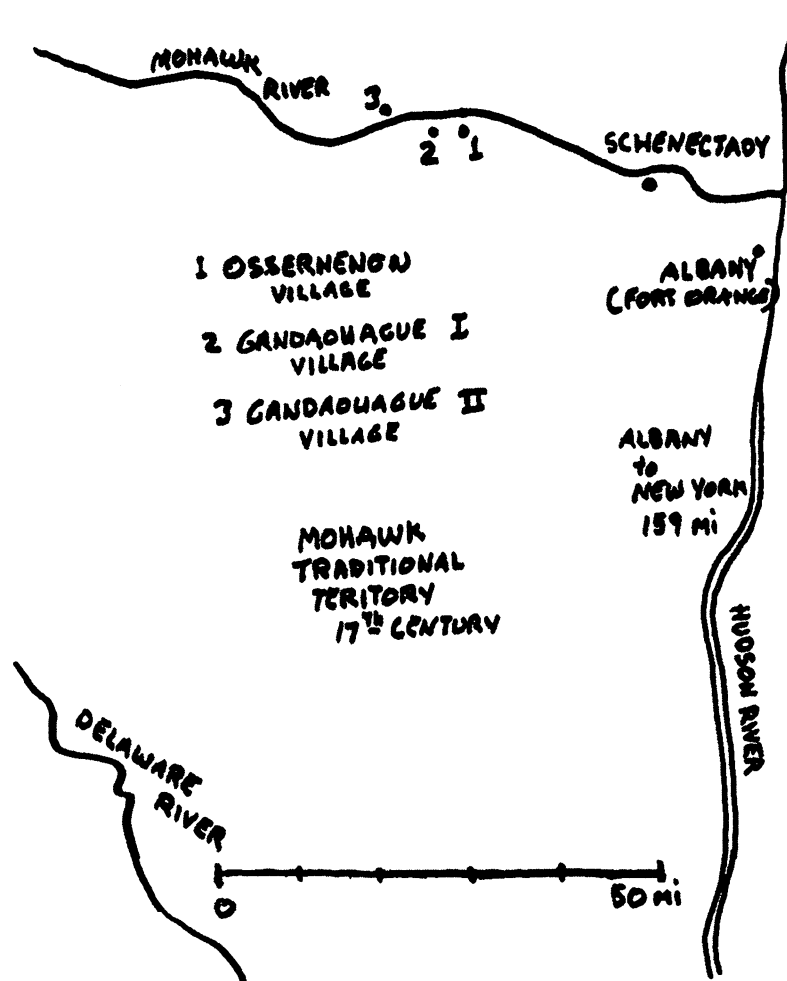 MOHAWK
RIVER
3
2
1
SCHENECTADY
1 OSSERNENON
VILLAGE
ALBANY
(FORT ORANGE)
2 GANDAOUAGUE I
VILLAGE
3 GANDAOUAGUE II
VILLAGE
ALBANY
to
NEW YORK
159 mi
MOHAWK
TRADITIONAL
TERITORY
17th CENTURY
HUDSON RIVER
DELAWARE
RIVER
0
50 mi